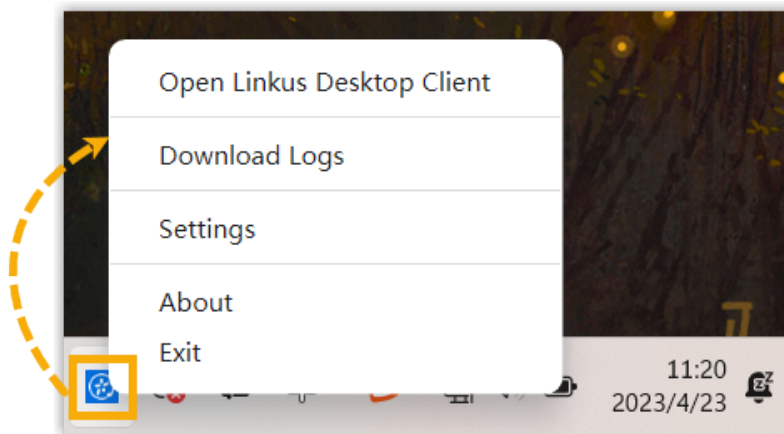 Open Linkus Desktop Client
Download Logs
Settings
About
Exit
11:20
2023/4/23